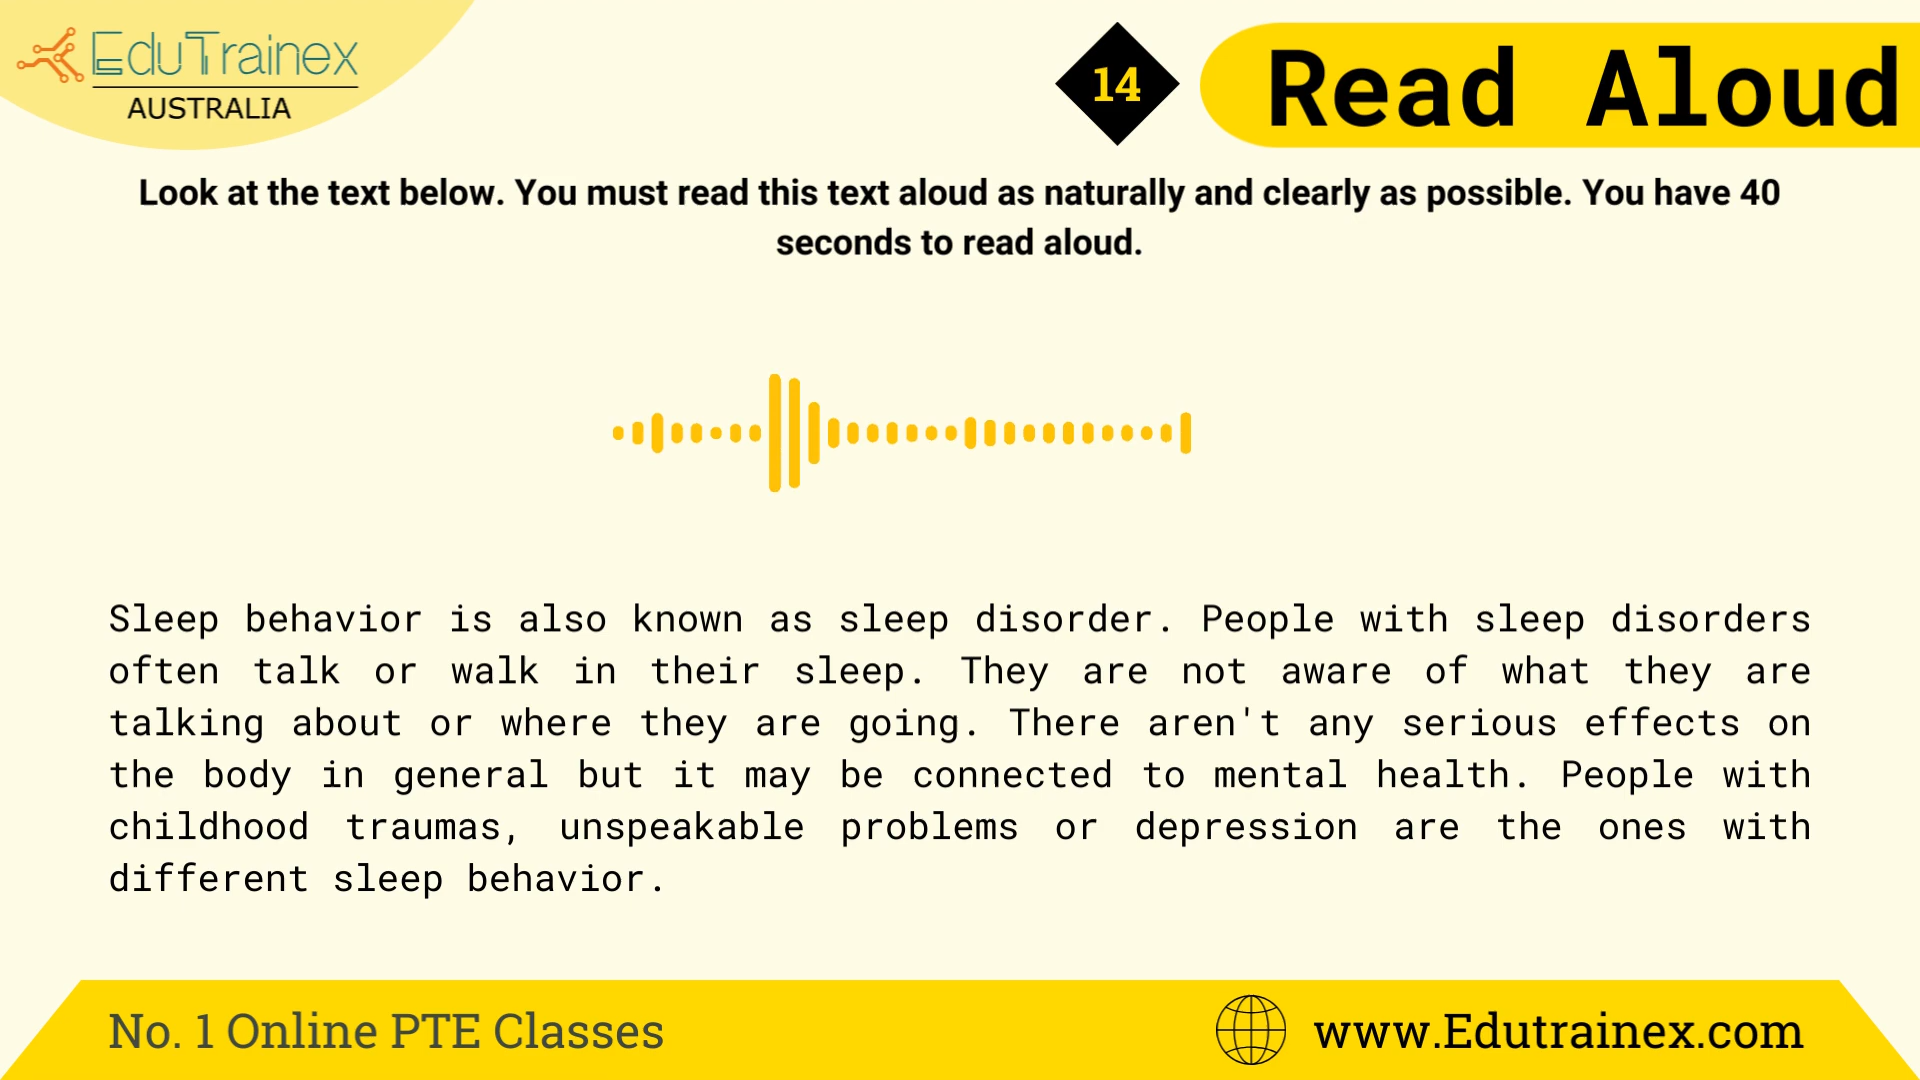 EduTrainex
AUSTRALIA
14
Read Aloud
Look at the text below. You must read this text aloud as naturally and clearly as possible. You have 40
seconds to read aloud.
Sleep behavior is also known as sleep disorder. People with sleep disorders
often talk or walk in their sleep. They are not aware of what they are
talking about or where they are going. There aren't any serious effects on
the body in general but it may be connected to mental health. People with
childhood traumas, unspeakable problems or depression are the ones with
different sleep behavior.
No. 1 Online PTE Classes
www.Edutrainex.com